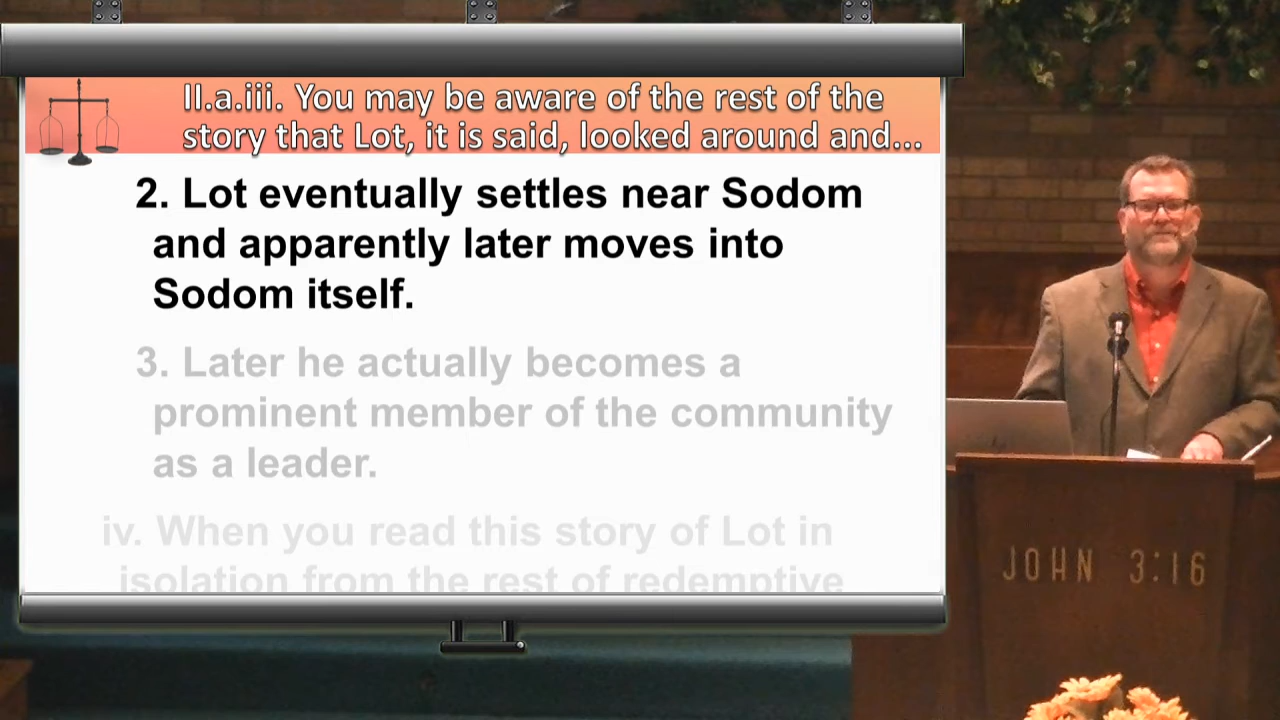 II.a.iii. You may be aware of the rest of the
story that Lot, it is said, looked around and...
2. Lot eventually settles near Sodom
and apparently later moves into
Sodom itself.
3. Later he actually becomes a
prominent member of the community
as a leader.
iv. When you read this story of Lot in
isolation from the rest of redemptive
JOHN 3:16